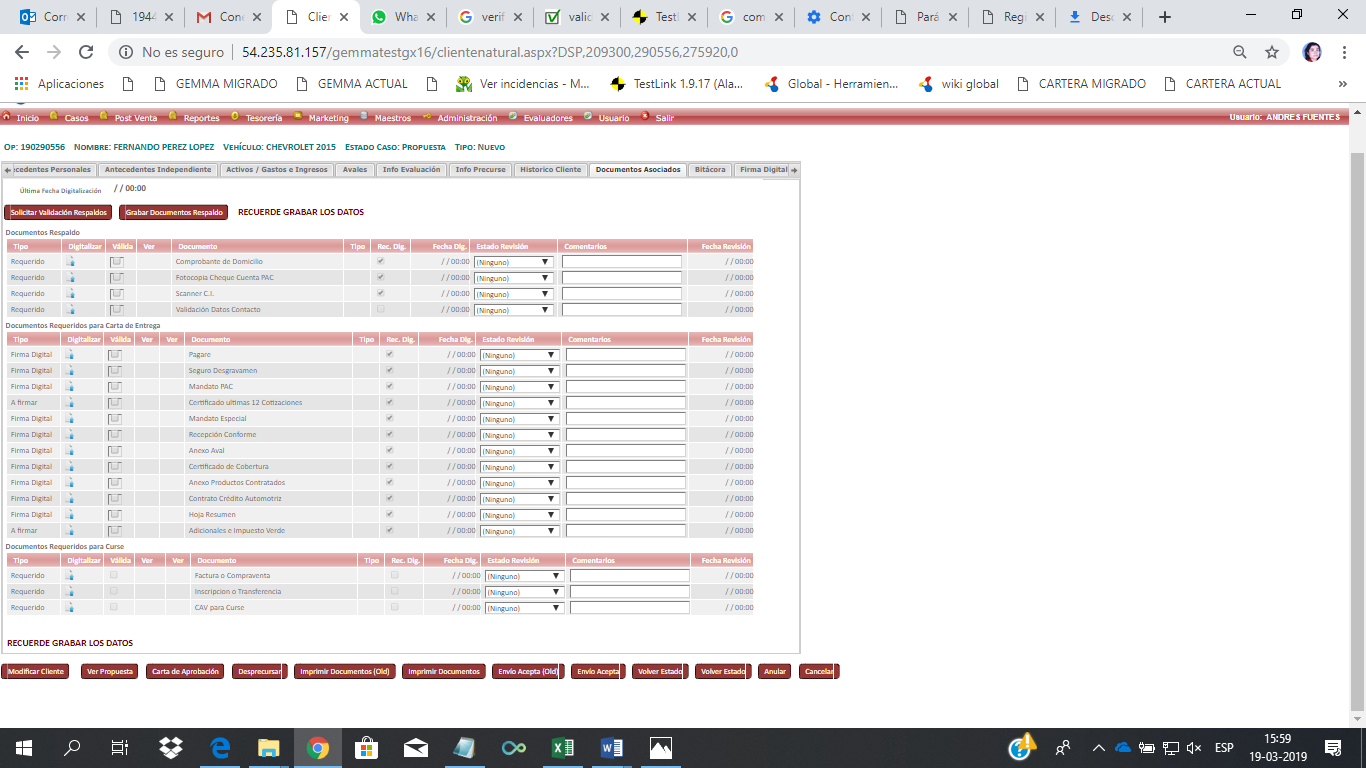 Corr 1944 Con Clien Wha verif valid Testl com Conf Pará Regi Desc
No es seguro 54.235.81.157/gemmatestgx16/clientenatural.aspx?DSP,209300,290556,275920,0
Aplicaciones GEMMA MIGRADO GEMMA ACTUAL Ver incidencias - M... TestLink 1.9.17 (Ala... Global - Herramien... wiki global CARTERA MIGRADO CARTERA ACTUAL »
Inicio Casos Post Venta Reportes Tesorería Marketing Maestros Administración Evaluadores Usuario Salir Usuario: ANDRES FUENTES
Op: 190290556 Nombre: FERNANDO PEREZ LOPEZ Vehículo: CHEVROLET 2015 Estado Caso: Propuesta Tipo: Nuevo
cedentes Personales Antecedentes Independiente Activos / Gastos e Ingresos Avales Info Evaluación Info Precurse Historico Cliente Documentos Asociados Bitácora Firma Digital
Última Fecha Digitalización / / 00:00
Solicitar Validación Respaldos Grabar Documentos Respaldo RECUERDE GRABAR LOS DATOS
Documentos Respaldo
Tipo Digitalizar Válida Ver Documento Tipo Rec. Dig. Fecha Dig. Estado Revisión Comentarios Fecha Revisión
Requerido Comprobante de Domicilio / / 00:00 (Ninguno) / / 00:00
Requerido Fotocopia Cheque Cuenta PAC / / 00:00 (Ninguno) / / 00:00
Requerido Scanner C.I. / / 00:00 (Ninguno) / / 00:00
Requerido Validación Datos Contacto / / 00:00 (Ninguno) / / 00:00
Documentos Requeridos para Carta de Entrega
Tipo Digitalizar Válida Ver Ver Documento Tipo Rec. Dig. Fecha Dig. Estado Revisión Comentarios Fecha Revisión
Firma Digital Pagare / / 00:00 (Ninguno) / / 00:00
Firma Digital Seguro Desgravamen / / 00:00 (Ninguno) / / 00:00
Firma Digital Mandato PAC / / 00:00 (Ninguno) / / 00:00
A firmar Certificado ultimas 12 Cotizaciones / / 00:00 (Ninguno) / / 00:00
Firma Digital Mandato Especial / / 00:00 (Ninguno) / / 00:00
Firma Digital Recepción Conforme / / 00:00 (Ninguno) / / 00:00
Firma Digital Anexo Aval / / 00:00 (Ninguno) / / 00:00
Firma Digital Certificado de Cobertura / / 00:00 (Ninguno) / / 00:00
Firma Digital Anexo Productos Contratados / / 00:00 (Ninguno) / / 00:00
Firma Digital Contrato Crédito Automotriz / / 00:00 (Ninguno) / / 00:00
Firma Digital Hoja Resumen / / 00:00 (Ninguno) / / 00:00
A firmar Adicionales e Impuesto Verde / / 00:00 (Ninguno) / / 00:00
Documentos Requeridos para Curse
Tipo Digitalizar Válida Ver Ver Documento Tipo Rec. Dig. Fecha Dig. Estado Revisión Comentarios Fecha Revisión
Requerido Factura o Compraventa / / 00:00 (Ninguno) / / 00:00
Requerido Inscripción o Transferencia / / 00:00 (Ninguno) / / 00:00
Requerido CAV para Curse / / 00:00 (Ninguno) / / 00:00
RECUERDE GRABAR LOS DATOS
Modificar Cliente Ver Propuesta Carta de Aprobación Desprecursar Imprimir Documentos (Old) Imprimir Documentos Envío Acepta (Old) Envío Acepta Volver Estado Volver Estado Anular Cancelar
ESP 15:59
19-03-2019